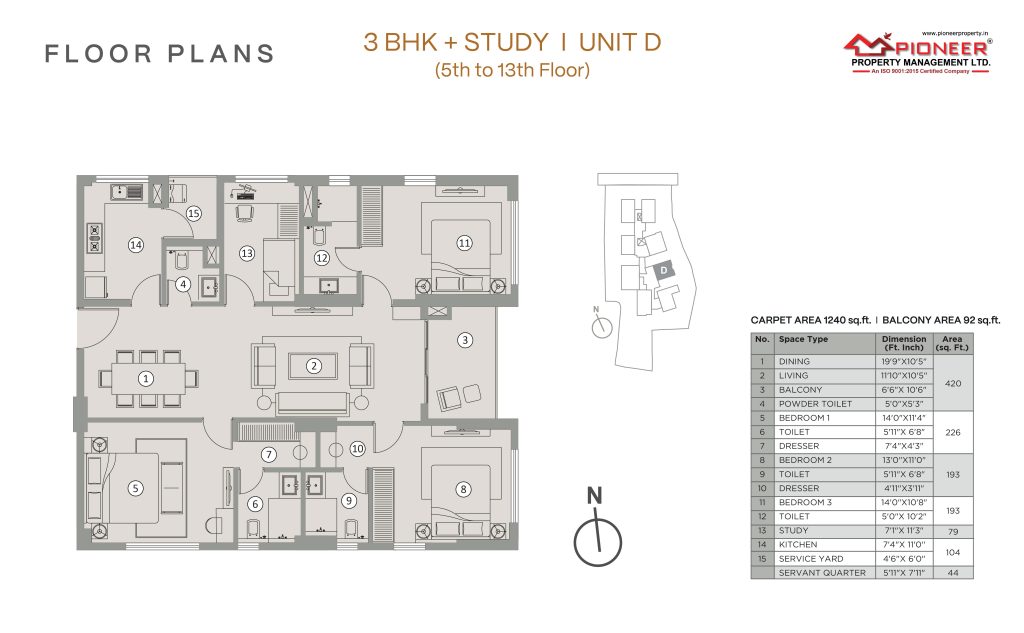 FLOOR PLANS
3 BHK + STUDY I UNIT D
(5th to 13th Floor)
www.pioneerproperty.in
PIONEER®
PROPERTY MANAGEMENT LTD.
An ISO 9001:2015 Certified Company
15
14
13
12
11
4
3
2
1
10
7
5
6
9
8
D
N
N
CARPET AREA 1240 sq.ft. I BALCONY AREA 92 sq.ft.
No. Space Type Dimension (Ft. Inch) Area (sq. Ft.)
1 DINING 19'9"X10'5"
2 LIVING 11'10"X10'5" 420
3 BALCONY 6'6"X 10'6"
4 POWDER TOILET 5'0"X5'3"
5 BEDROOM 1 14'0"X11'4"
6 TOILET 5'11"X 6'8" 226
7 DRESSER 7'4"X4'3"
8 BEDROOM 2 13'0"X11'0"
9 TOILET 5'11"X 6'8" 193
10 DRESSER 4'11"X3'11"
11 BEDROOM 3 14'0"X10'8" 193
12 TOILET 5'0"X 10'2"
13 STUDY 7'1"X 11'3" 79
14 KITCHEN 7'4"X 11'0" 104
15 SERVICE YARD 4'6"X 6'0"
SERVANT QUARTER 5'11"X 7'11" 44